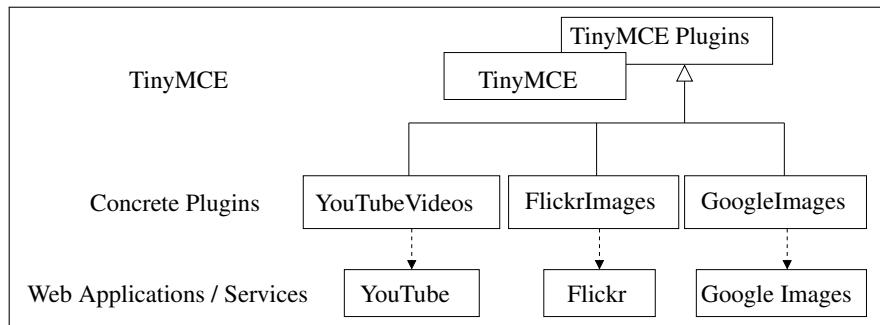 TinyMCE Plugins
TinyMCE TinyMCE
Concrete Plugins YouTubeVideos FlickrImages GoogleImages
Web Applications / Services YouTube Flickr Google Images